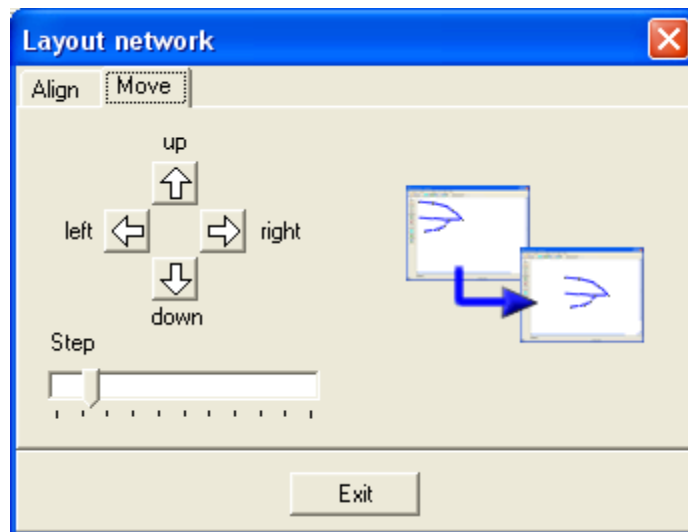 Layout network
Align Move
up
left right
down
Step
Exit